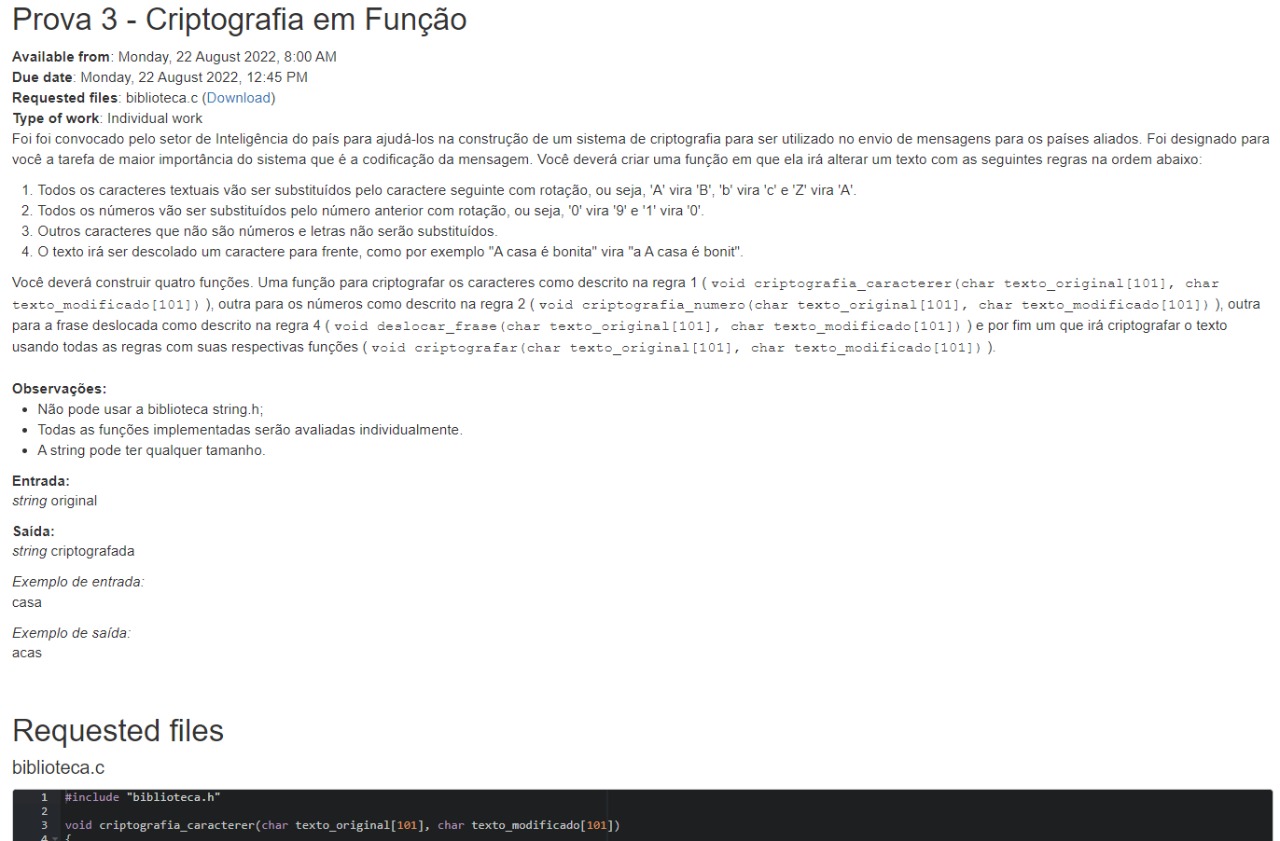 Prova 3 - Criptografia em Função
Available from: Monday, 22 August 2022, 8:00 AM
Due date: Monday, 22 August 2022, 12:45 PM
Requested files: biblioteca.c (Download)
Type of work: Individual work
Foi foi convocado pelo setor de Inteligência do país para ajudá-los na construção de um sistema de criptografia para ser utilizado no envio de mensagens para os países aliados. Foi designado para
você a tarefa de maior importância do sistema que é a codificação da mensagem. Você deverá criar uma função em que ela irá alterar um texto com as seguintes regras na ordem abaixo:
1. Todos os caracteres textuais vão ser substituídos pelo caractere seguinte com rotação, ou seja, 'A' vira 'B', 'b' vira 'c' e 'Z' vira 'A'.
2. Todos os números vão ser substituídos pelo número anterior com rotação, ou seja, '0' vira '9' e '1' vira '0'.
3. Outros caracteres que não são números e letras não serão substituídos.
4. O texto irá ser descolado um caractere para frente, como por exemplo "A casa é bonita" vira "a A casa é bonit".
Você deverá construir quatro funções. Uma função para criptografar os caracteres como descrito na regra 1 ( void criptografia_caracterer(char texto_original[101], char
texto_modificado[101]) ), outra para os números como descrito na regra 2 ( void criptografia_numero(char texto_original[101], char texto_modificado[101]) ), outra
para a frase deslocada como descrito na regra 4 ( void deslocar_frase(char texto_original[101], char texto_modificado[101]) ) e por fim um que irá criptografar o texto
usando todas as regras com suas respectivas funções ( void criptografar(char texto_original[101], char texto_modificado[101]) ).
Observações:
• Não pode usar a biblioteca string.h;
• Todas as funções implementadas serão avaliadas individualmente.
• A string pode ter qualquer tamanho.
Entrada:
string original
Saída:
string criptografada
Exemplo de entrada:
casa
Exemplo de saída:
acas
Requested files
biblioteca.c
1 #include "biblioteca.h"
2
3 void criptografia_caracterer(char texto_original[101], char texto_modificado[101])
4 {